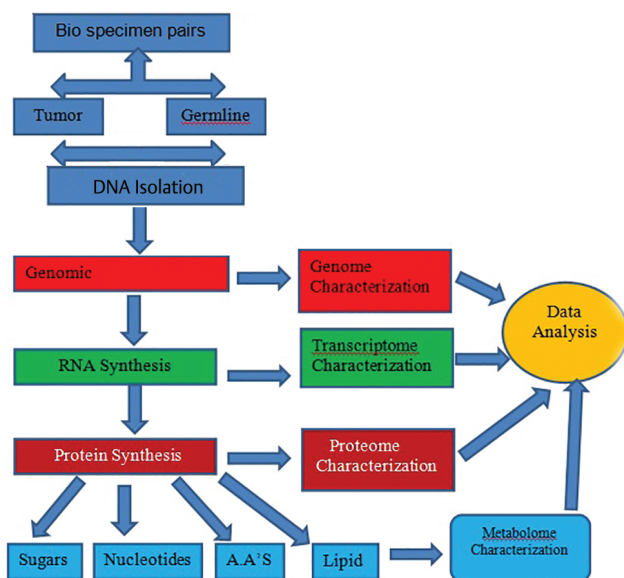 Bio specimen pairs
Tumor
Germline
DNA Isolation
Genomic
Genome
Characterization
Data
Analysis
RNA Synthesis
Transcriptome
Characterization
Protein Synthesis
Proteome
Characterization
Sugars
Nucleotides
A.A'S
Lipid
Metabolome
Characterization